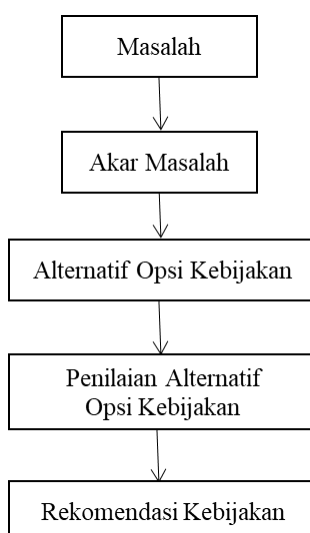 Masalah
Akar Masalah
Alternatif Opsi Kebijakan
Penilaian Alternatif
Opsi Kebijakan
Rekomendasi Kebijakan